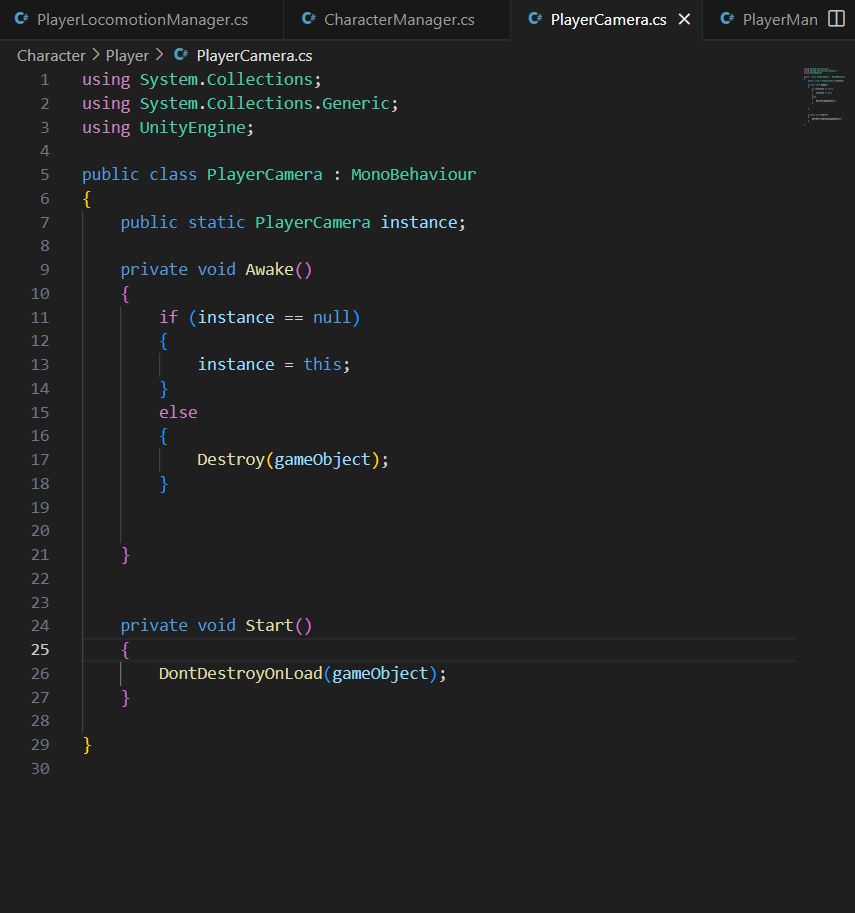 PlayerLocomotionManager.cs CharacterManager.cs PlayerCamera.cs PlayerMan
Character > Player > PlayerCamera.cs
1 using System.Collections;
2 using System.Collections.Generic;
3 using UnityEngine;
4
5 public class PlayerCamera : MonoBehaviour
6 {
7     public static PlayerCamera instance;
8
9     private void Awake()
10     {
11         if (instance == null)
12         {
13             instance = this;
14         }
15         else
16         {
17             Destroy(gameObject);
18         }
19
20
21     }
22
23
24     private void Start()
25     {
26         DontDestroyOnLoad(gameObject);
27     }
28
29 }
30